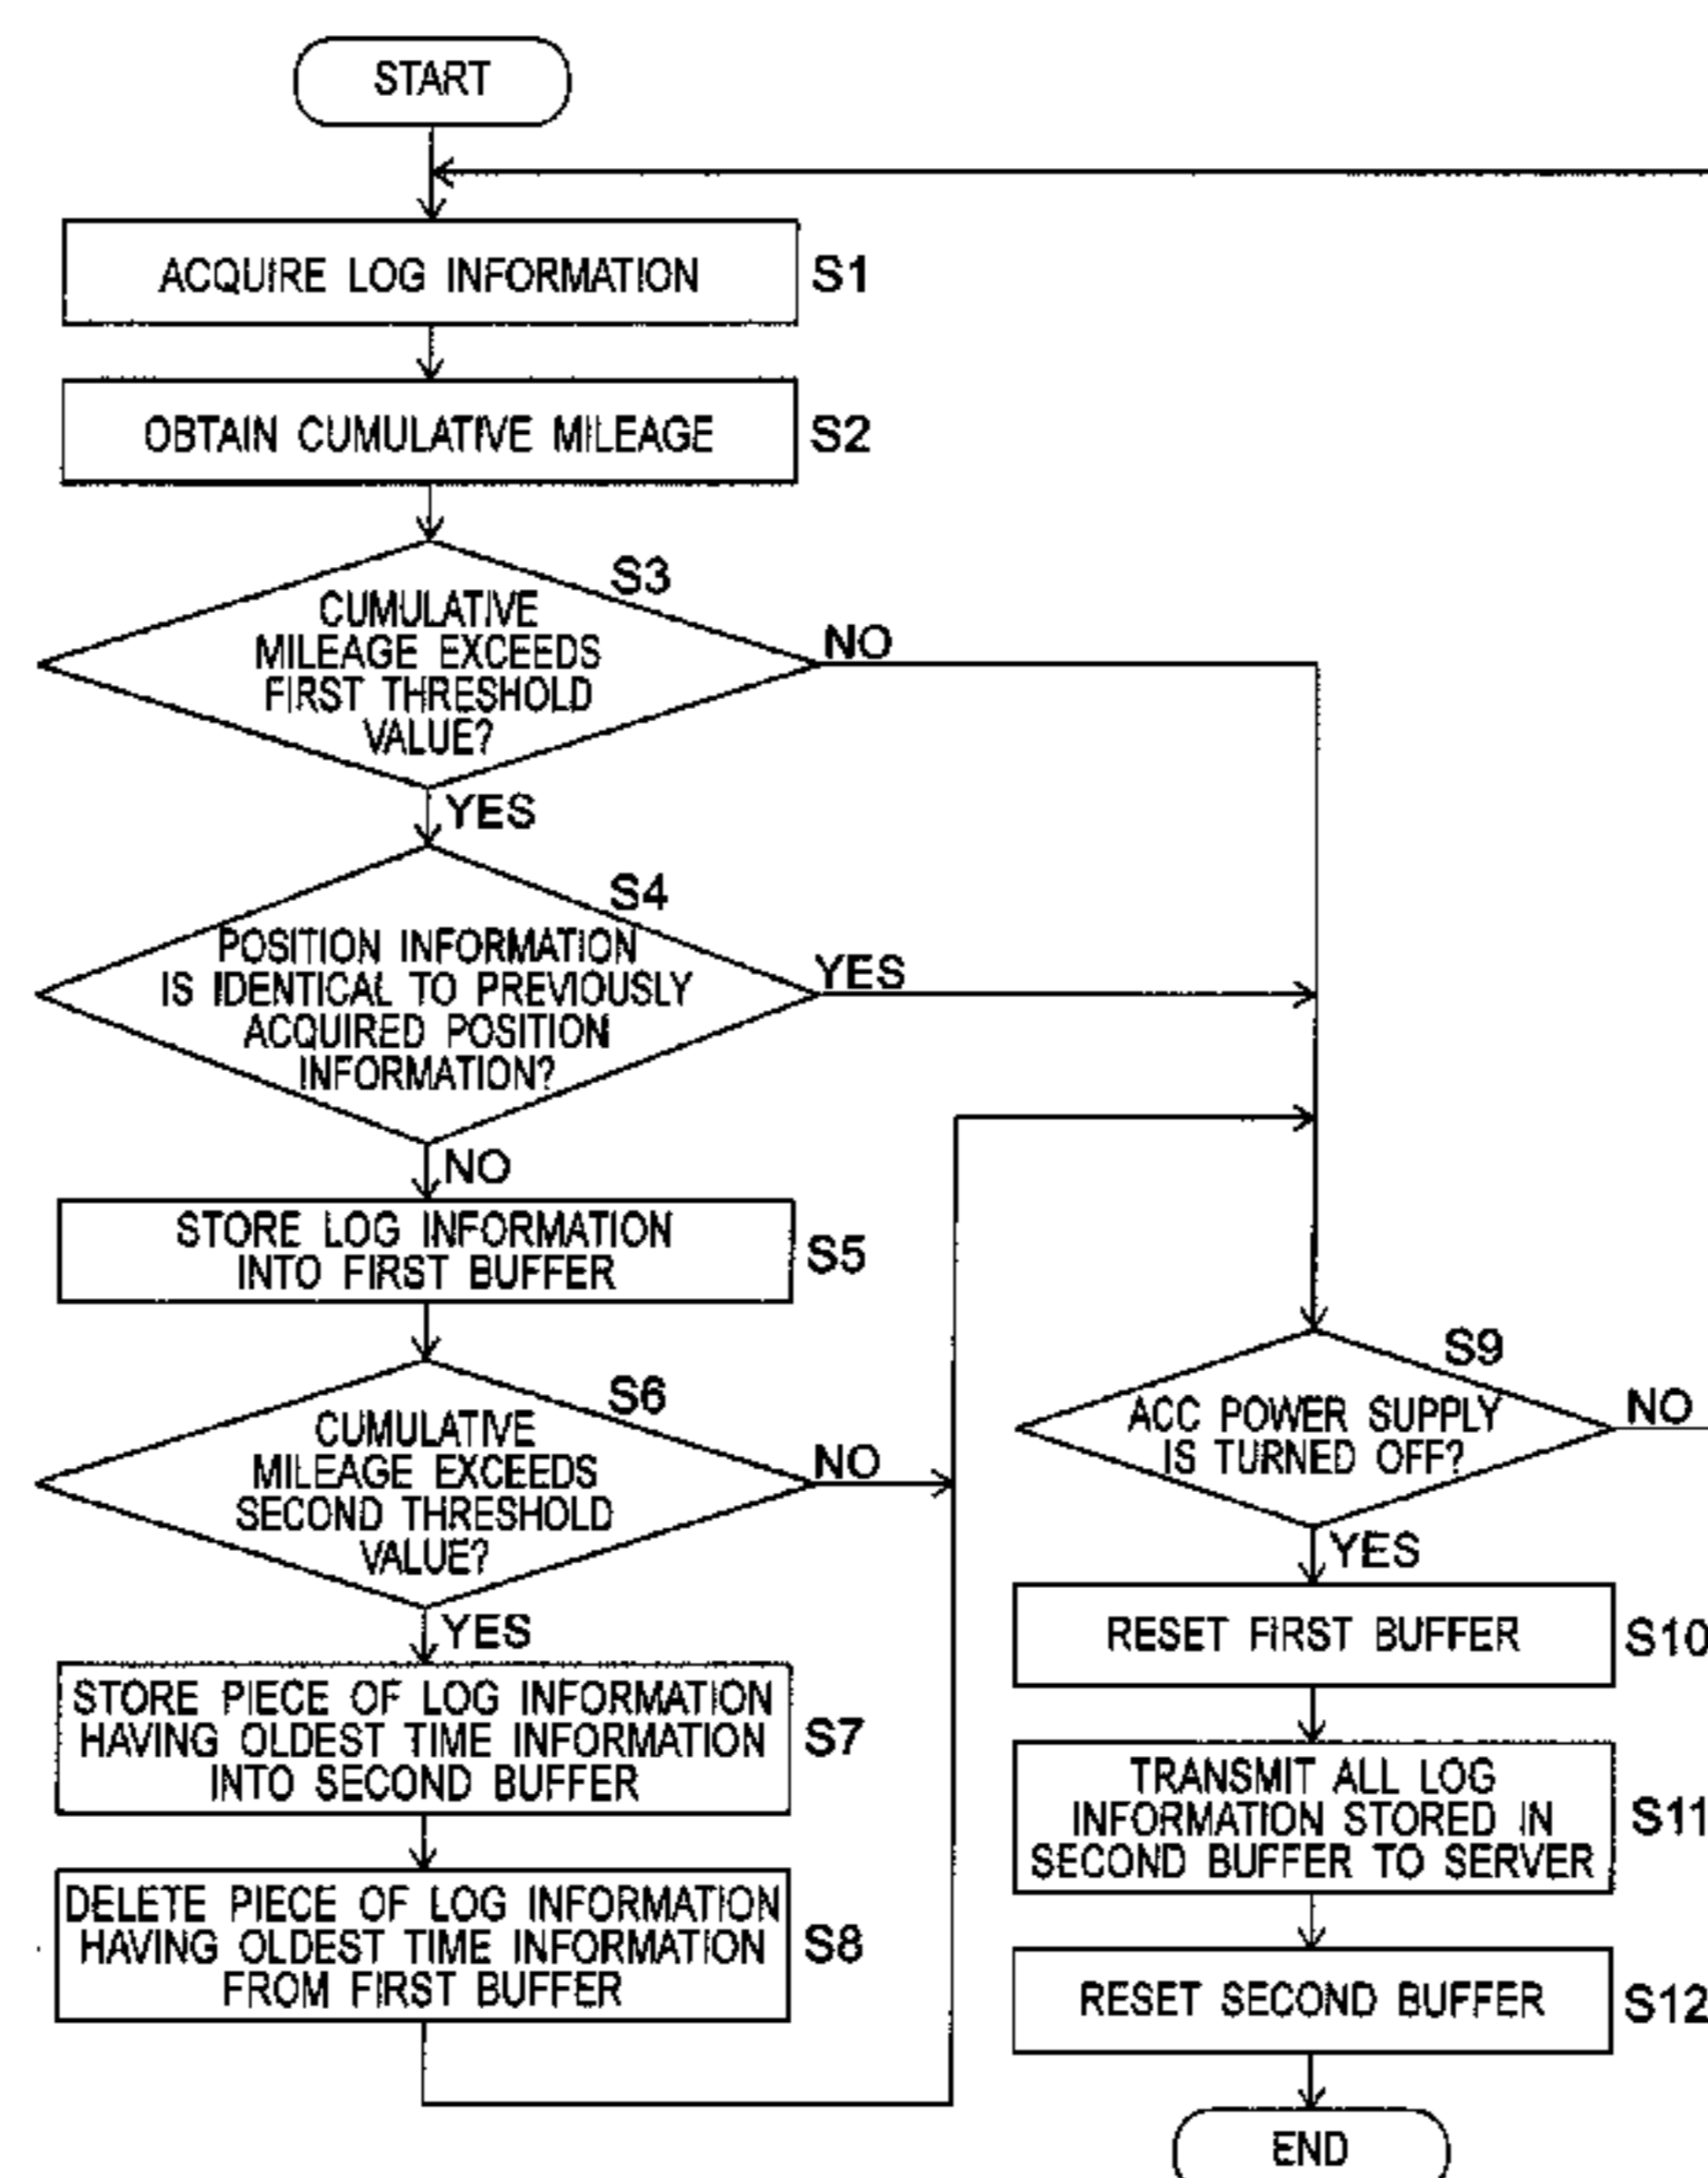 START
ACQUIRE LOG INFORMATION
S1
OBTAIN CUMULATIVE MILEAGE
S2
S3
CUMULATIVE
MILEAGE EXCEEDS
FIRST THRESHOLD
VALUE?
NO
YES
S4
POSITION INFORMATION
IS IDENTICAL TO PREVIOUSLY
ACQUIRED POSITION
INFORMATION?
YES
NO
STORE LOG INFORMATION
INTO FIRST BUFFER
S5
S6
CUMULATIVE
MILEAGE EXCEEDS
SECOND THRESHOLD
VALUE?
NO
YES
STORE PIECE OF LOG INFORMATION
HAVING OLDEST TIME INFORMATION
INTO SECOND BUFFER
S7
DELETE PIECE OF LOG INFORMATION
HAVING OLDEST TIME INFORMATION
FROM FIRST BUFFER
S8
S9
ACC POWER SUPPLY
IS TURNED OFF?
NO
YES
RESET FIRST BUFFER
S10
TRANSMIT ALL LOG
INFORMATION STORED IN
SECOND BUFFER TO SERVER
S11
RESET SECOND BUFFER
S12
END